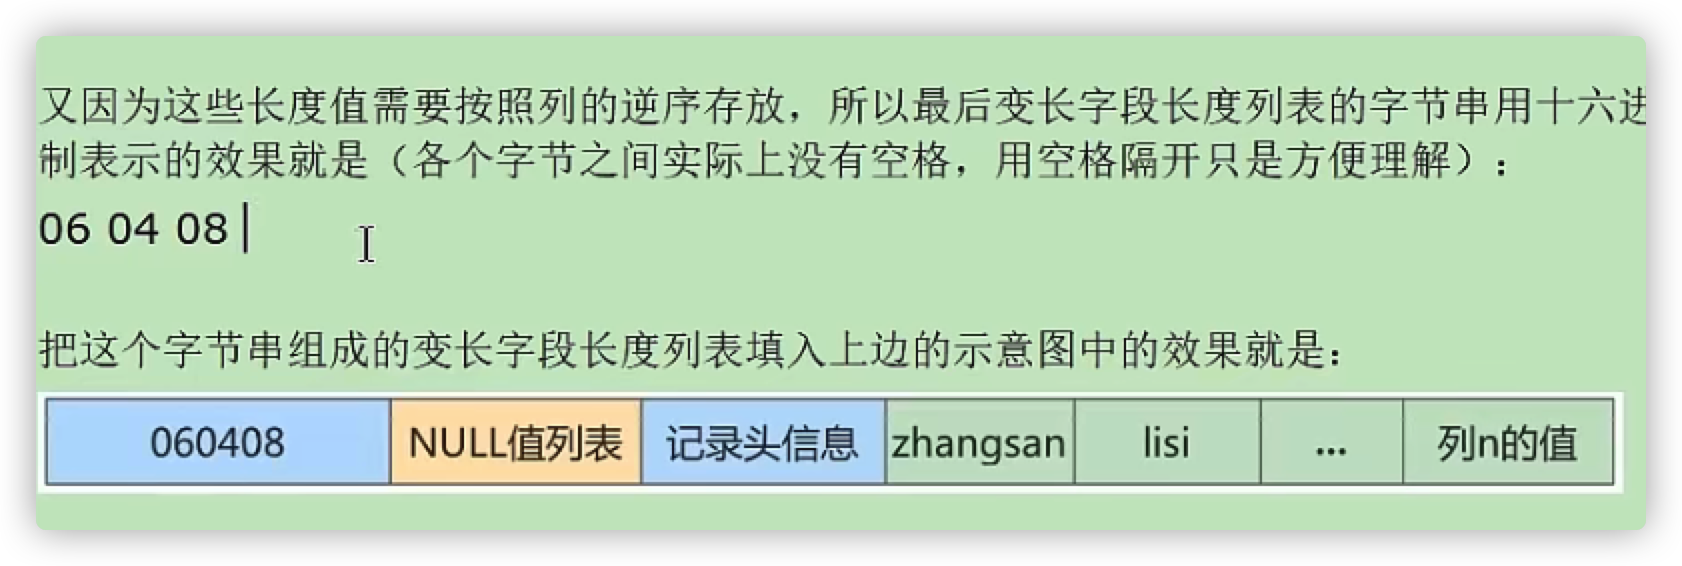 又因为这些长度值需要按照列的逆序存放，所以最后变长字段长度列表的字节串用十六进
制表示的效果就是（各个字节之间实际上没有空格，用空格隔开只是方便理解）：
06 04 08
把这个字节串组成的变长字段长度列表填入上边的示意图中的效果就是：
060408 NULL值列表 记录头信息 zhangsan lisi ... 列n的值